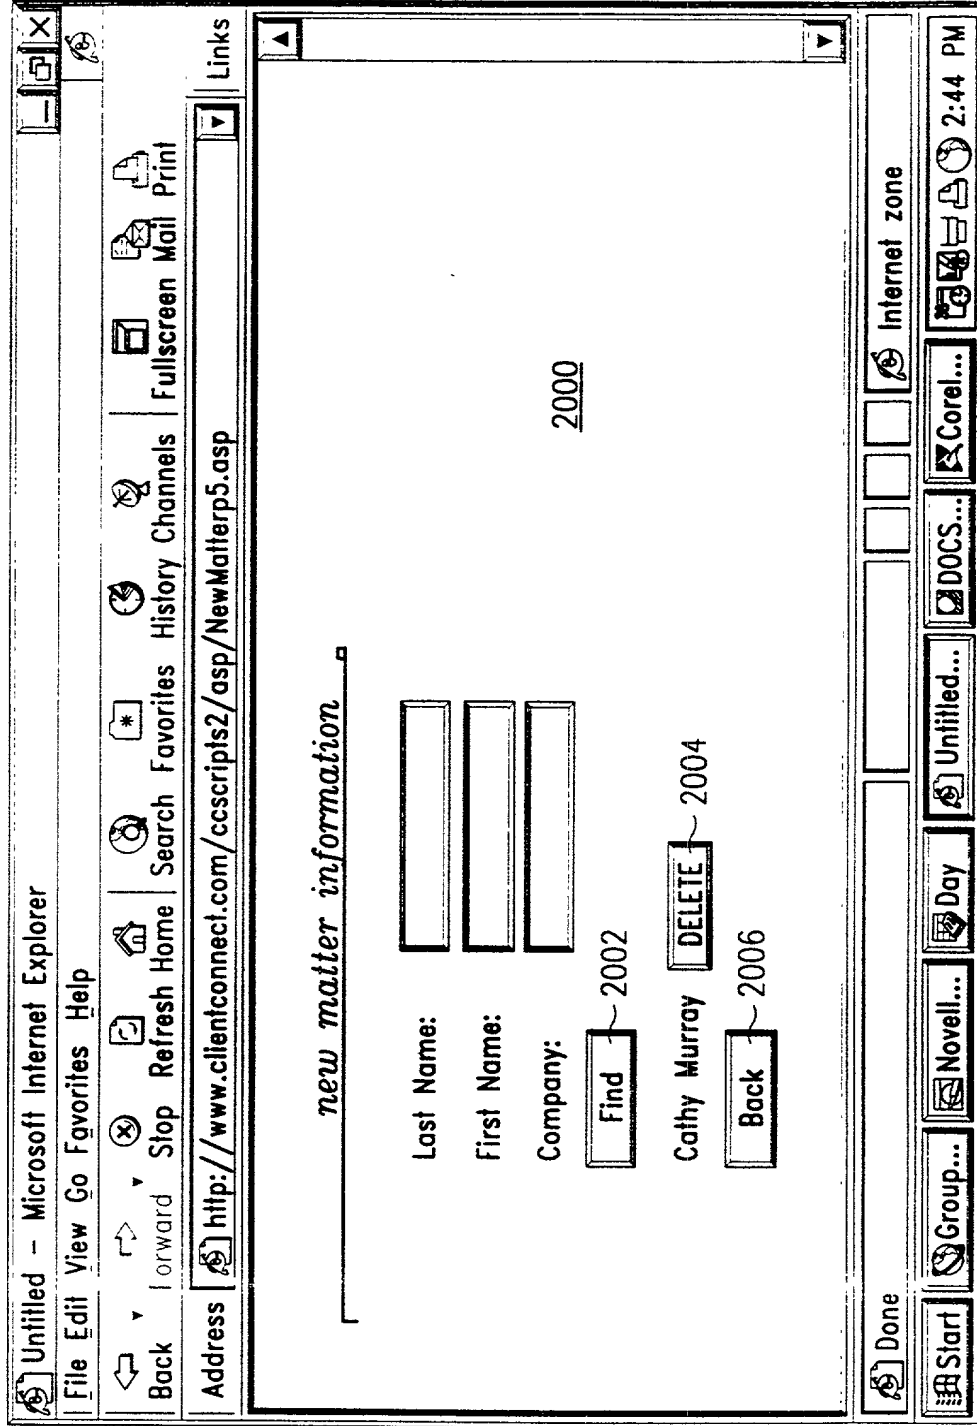 Untitled - Microsoft Internet Explorer
File Edit View Go Favorites Help
Back orward Stop Refresh Home Search Favorites History Channels Fullscreen Mail Print
Address http://www.clientconnect.com/ccscripts2/asp/NewMatterp5.asp Links
new matter information
Last Name:
First Name:
Company:
Find 2002
2000
Cathy Murray DELETE 2004
Back 2006
Done Internet zone
Start Group... Novell... Day Untitled... DOCS... Corel... 2:44 PM